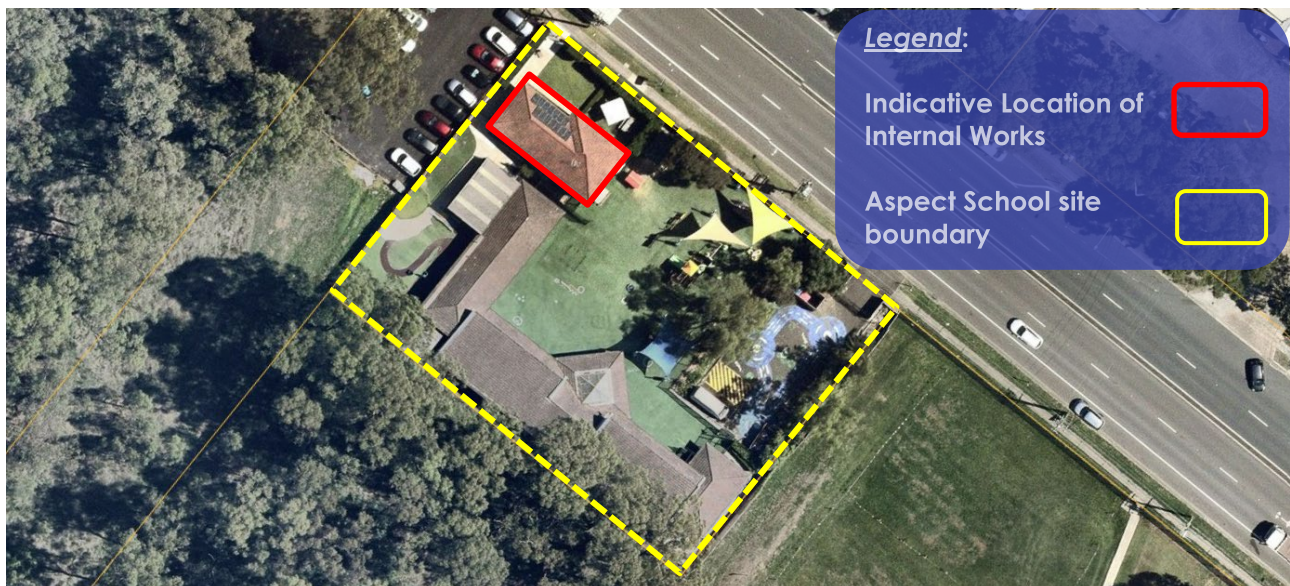 Legend:
Indicative Location of
Internal Works
Aspect School site
boundary